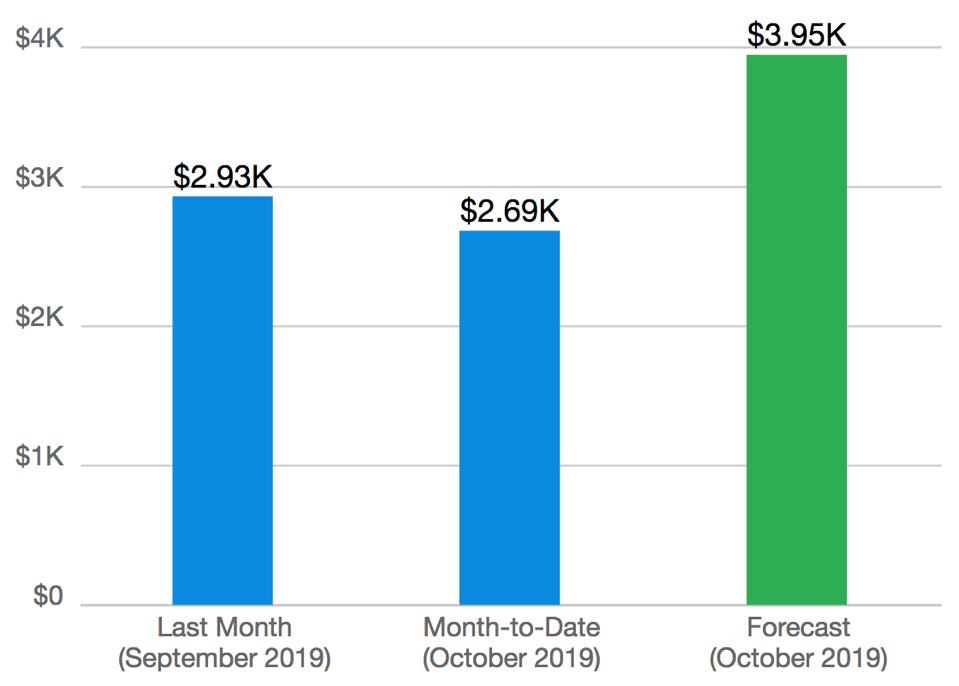 $4K
$3K
$2K
$1K
$0
$2.93K
$2.69K
$3.95K
Last Month
(September 2019)
Month-to-Date
(October 2019)
Forecast
(October 2019)